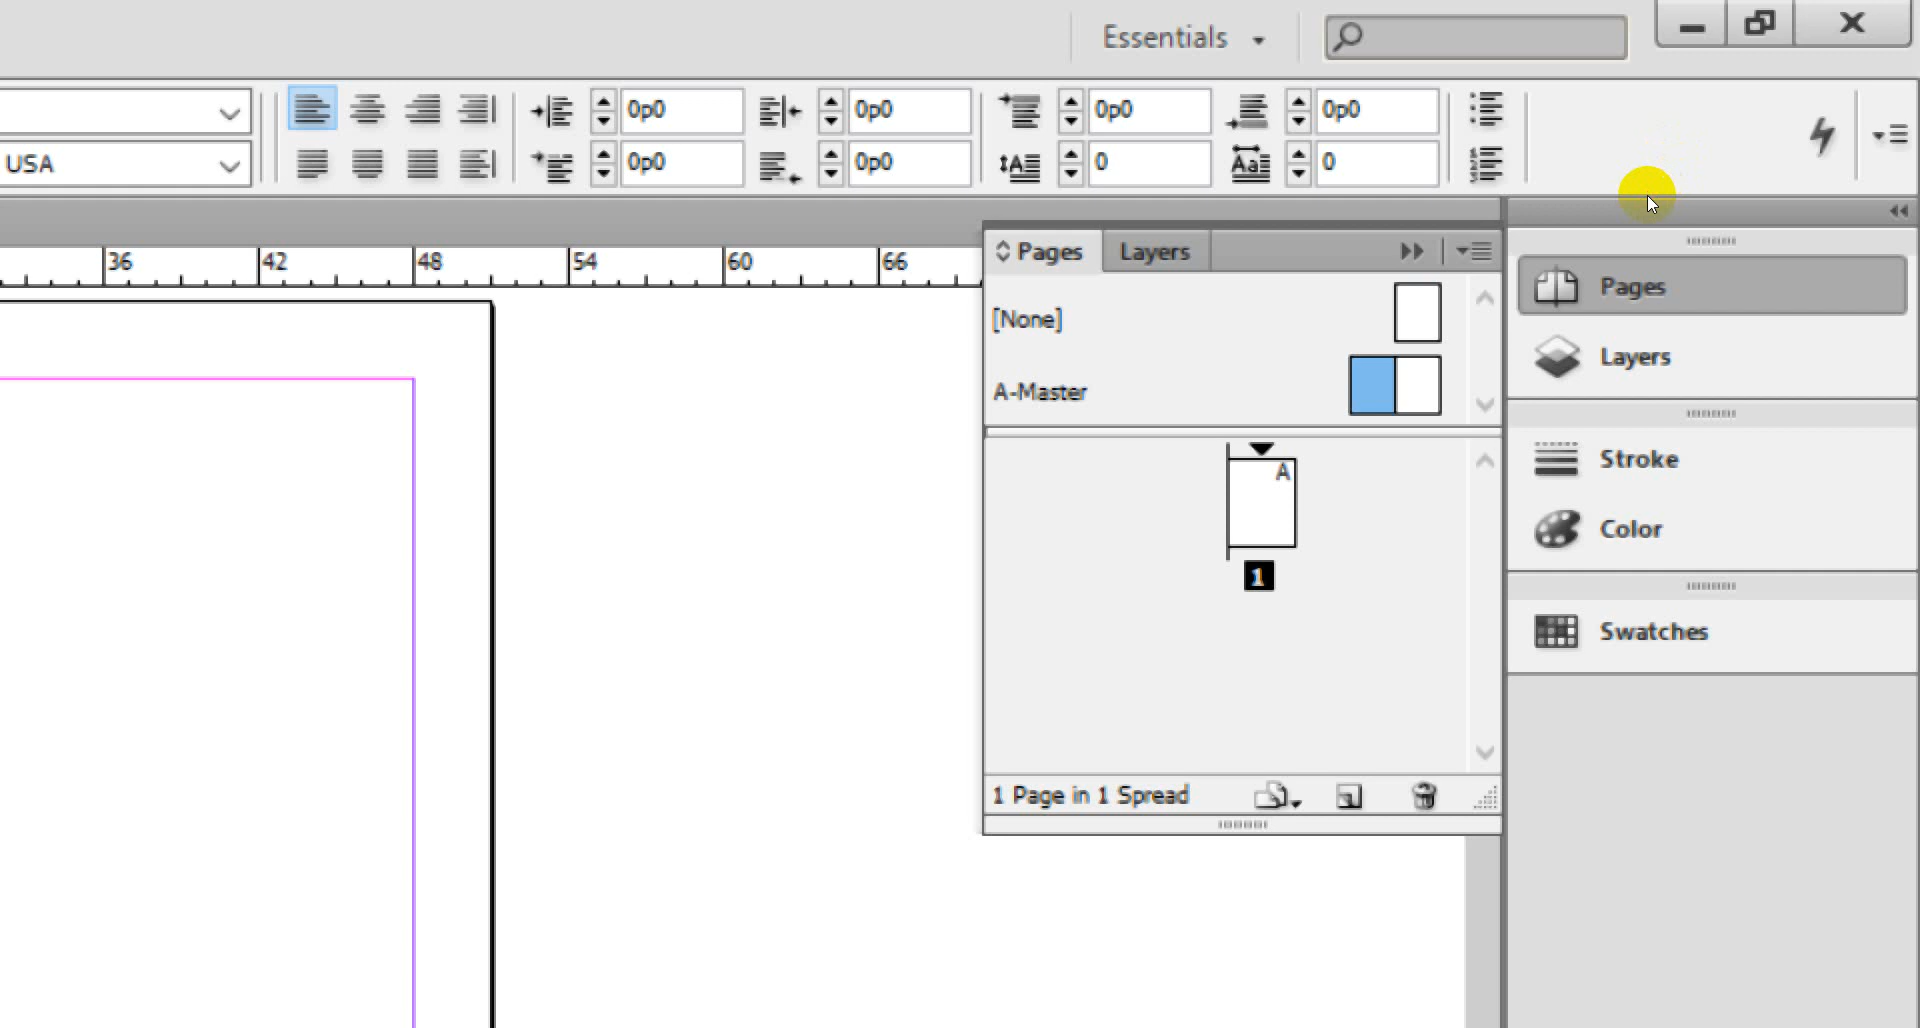 Essentials
0p0 0p0 0p0 0p0
USA 0p0 0p0 0 0
36 42 48 54 60 66
Pages Layers
[None]
A-Master
A
1
1 Page in 1 Spread
Pages
Layers
Stroke
Color
Swatches